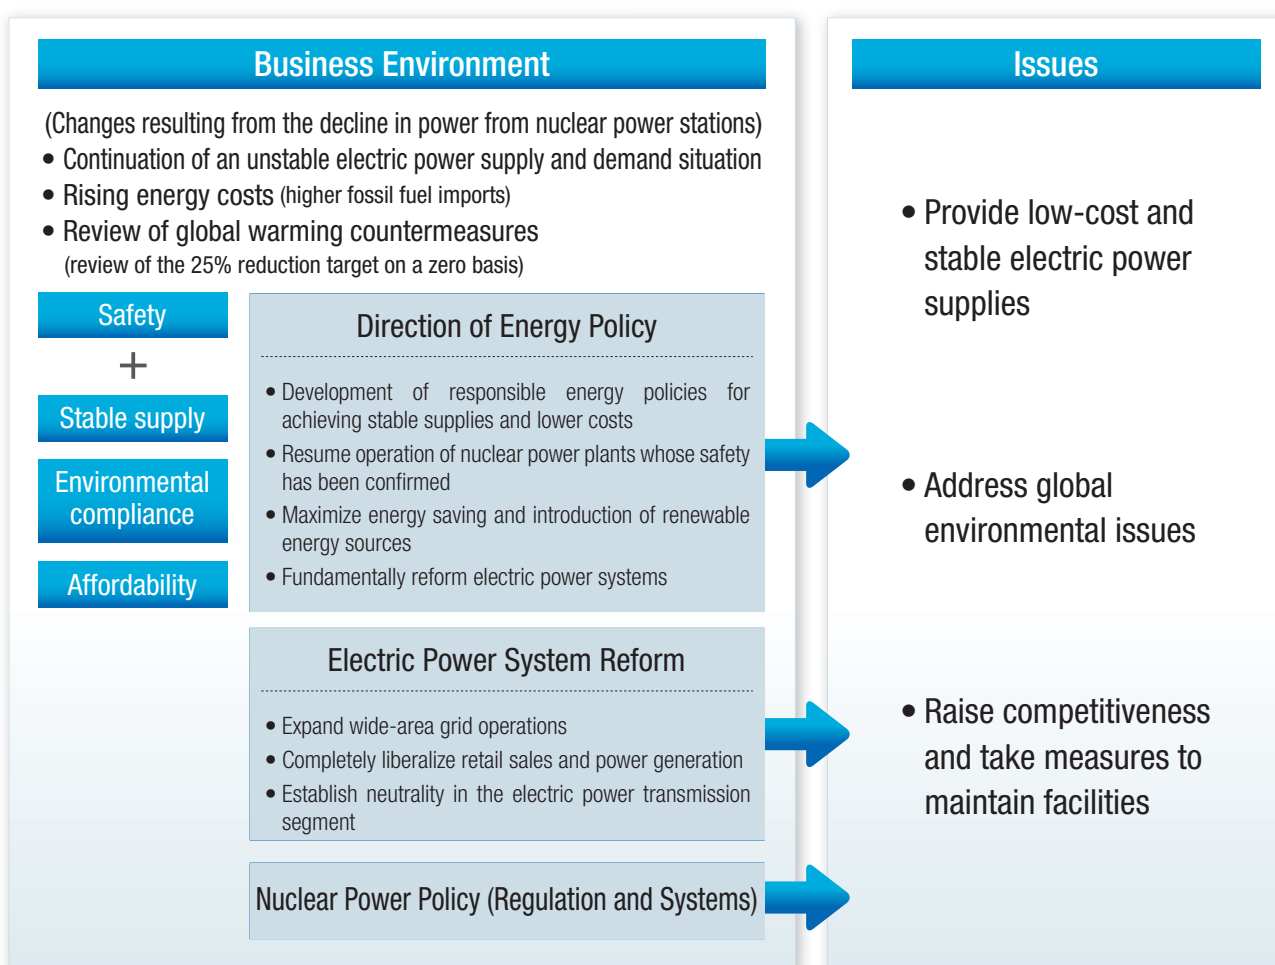 Business Environment
(Changes resulting from the decline in power from nuclear power stations)
• Continuation of an unstable electric power supply and demand situation
• Rising energy costs (higher fossil fuel imports)
• Review of global warming countermeasures
(review of the 25% reduction target on a zero basis)
Safety
+
Stable supply
Environmental
compliance
Affordability
Direction of Energy Policy
• Development of responsible energy policies for
achieving stable supplies and lower costs
• Resume operation of nuclear power plants whose safety
has been confirmed
• Maximize energy saving and introduction of renewable
energy sources
• Fundamentally reform electric power systems
Electric Power System Reform
• Expand wide-area grid operations
• Completely liberalize retail sales and power generation
• Establish neutrality in the electric power transmission
segment
Nuclear Power Policy (Regulation and Systems)
Issues
• Provide low-cost and
stable electric power
supplies
• Address global
environmental issues
• Raise competitiveness
and take measures to
maintain facilities